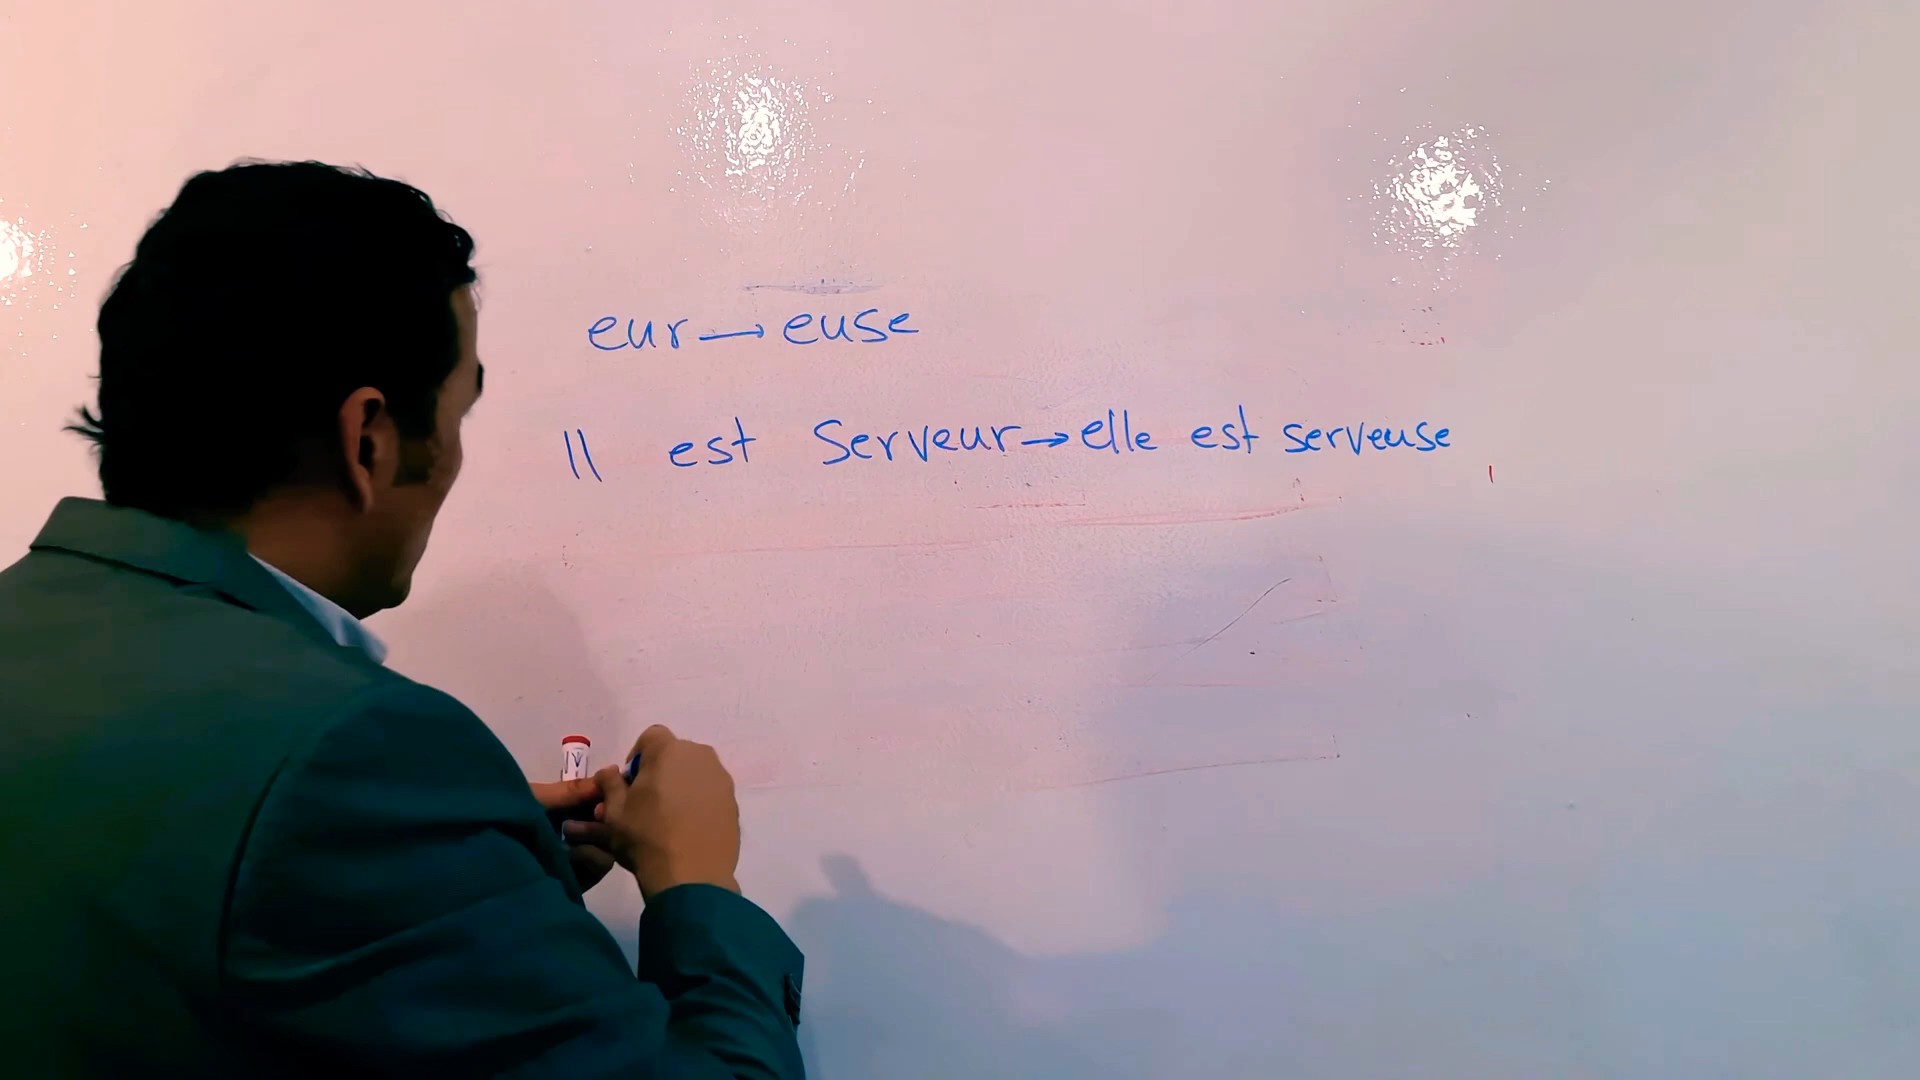 eur → euse
Il est Serveur → elle est serveuse